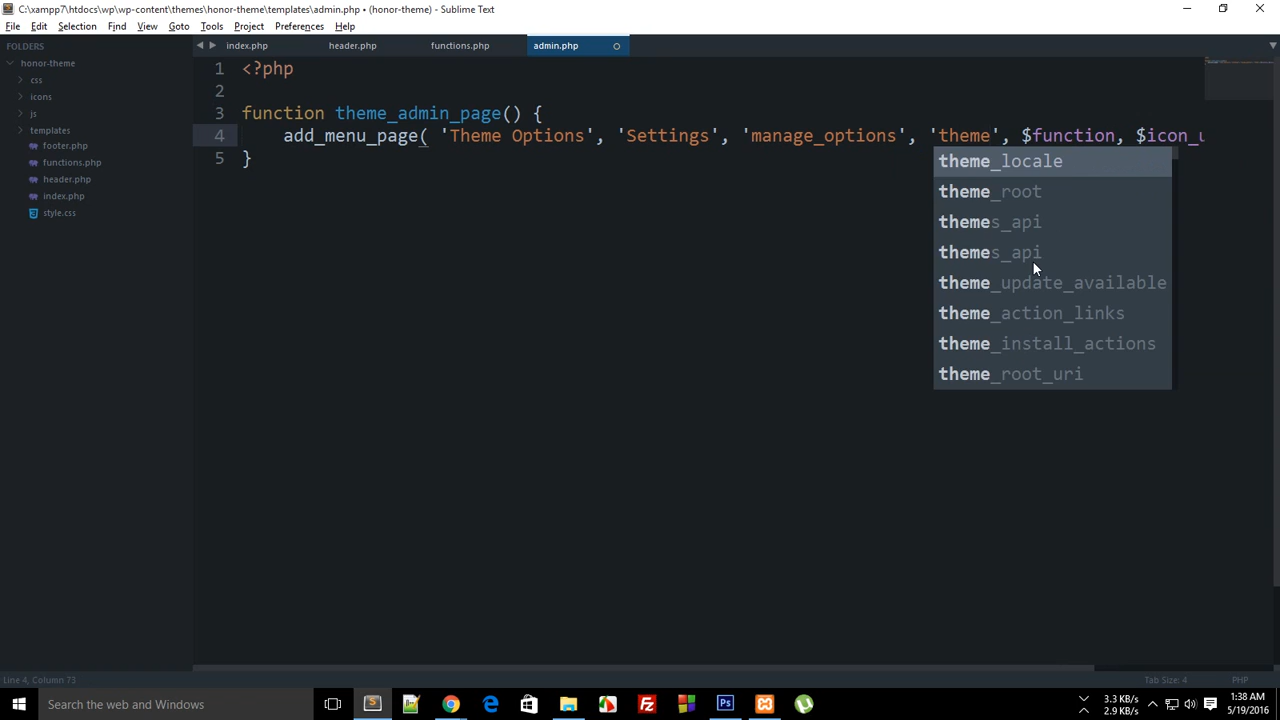 C:\xampp7\htdocs\wp\wp-content\themes\honor-theme\templates\admin.php • (honor-theme) - Sublime Text
File Edit Selection Find View Goto Tools Project Preferences Help
FOLDERS
honor-theme
css
icons
js
templates
footer.php
functions.php
header.php
index.php
style.css
index.php header.php functions.php admin.php
1 <?php
2
3 function theme_admin_page() {
4 add_menu_page( 'Theme Options', 'Settings', 'manage_options', 'theme', $function, $icon_u
5 }
theme_locale
theme_root
themes_api
themes_api
theme_update_available
theme_action_links
theme_install_actions
theme_root_uri
Line 4, Column 73 Tab Size: 4 PHP
Search the web and Windows
3.3 KB/s
2.9 KB/s
1:38 AM
5/19/2016